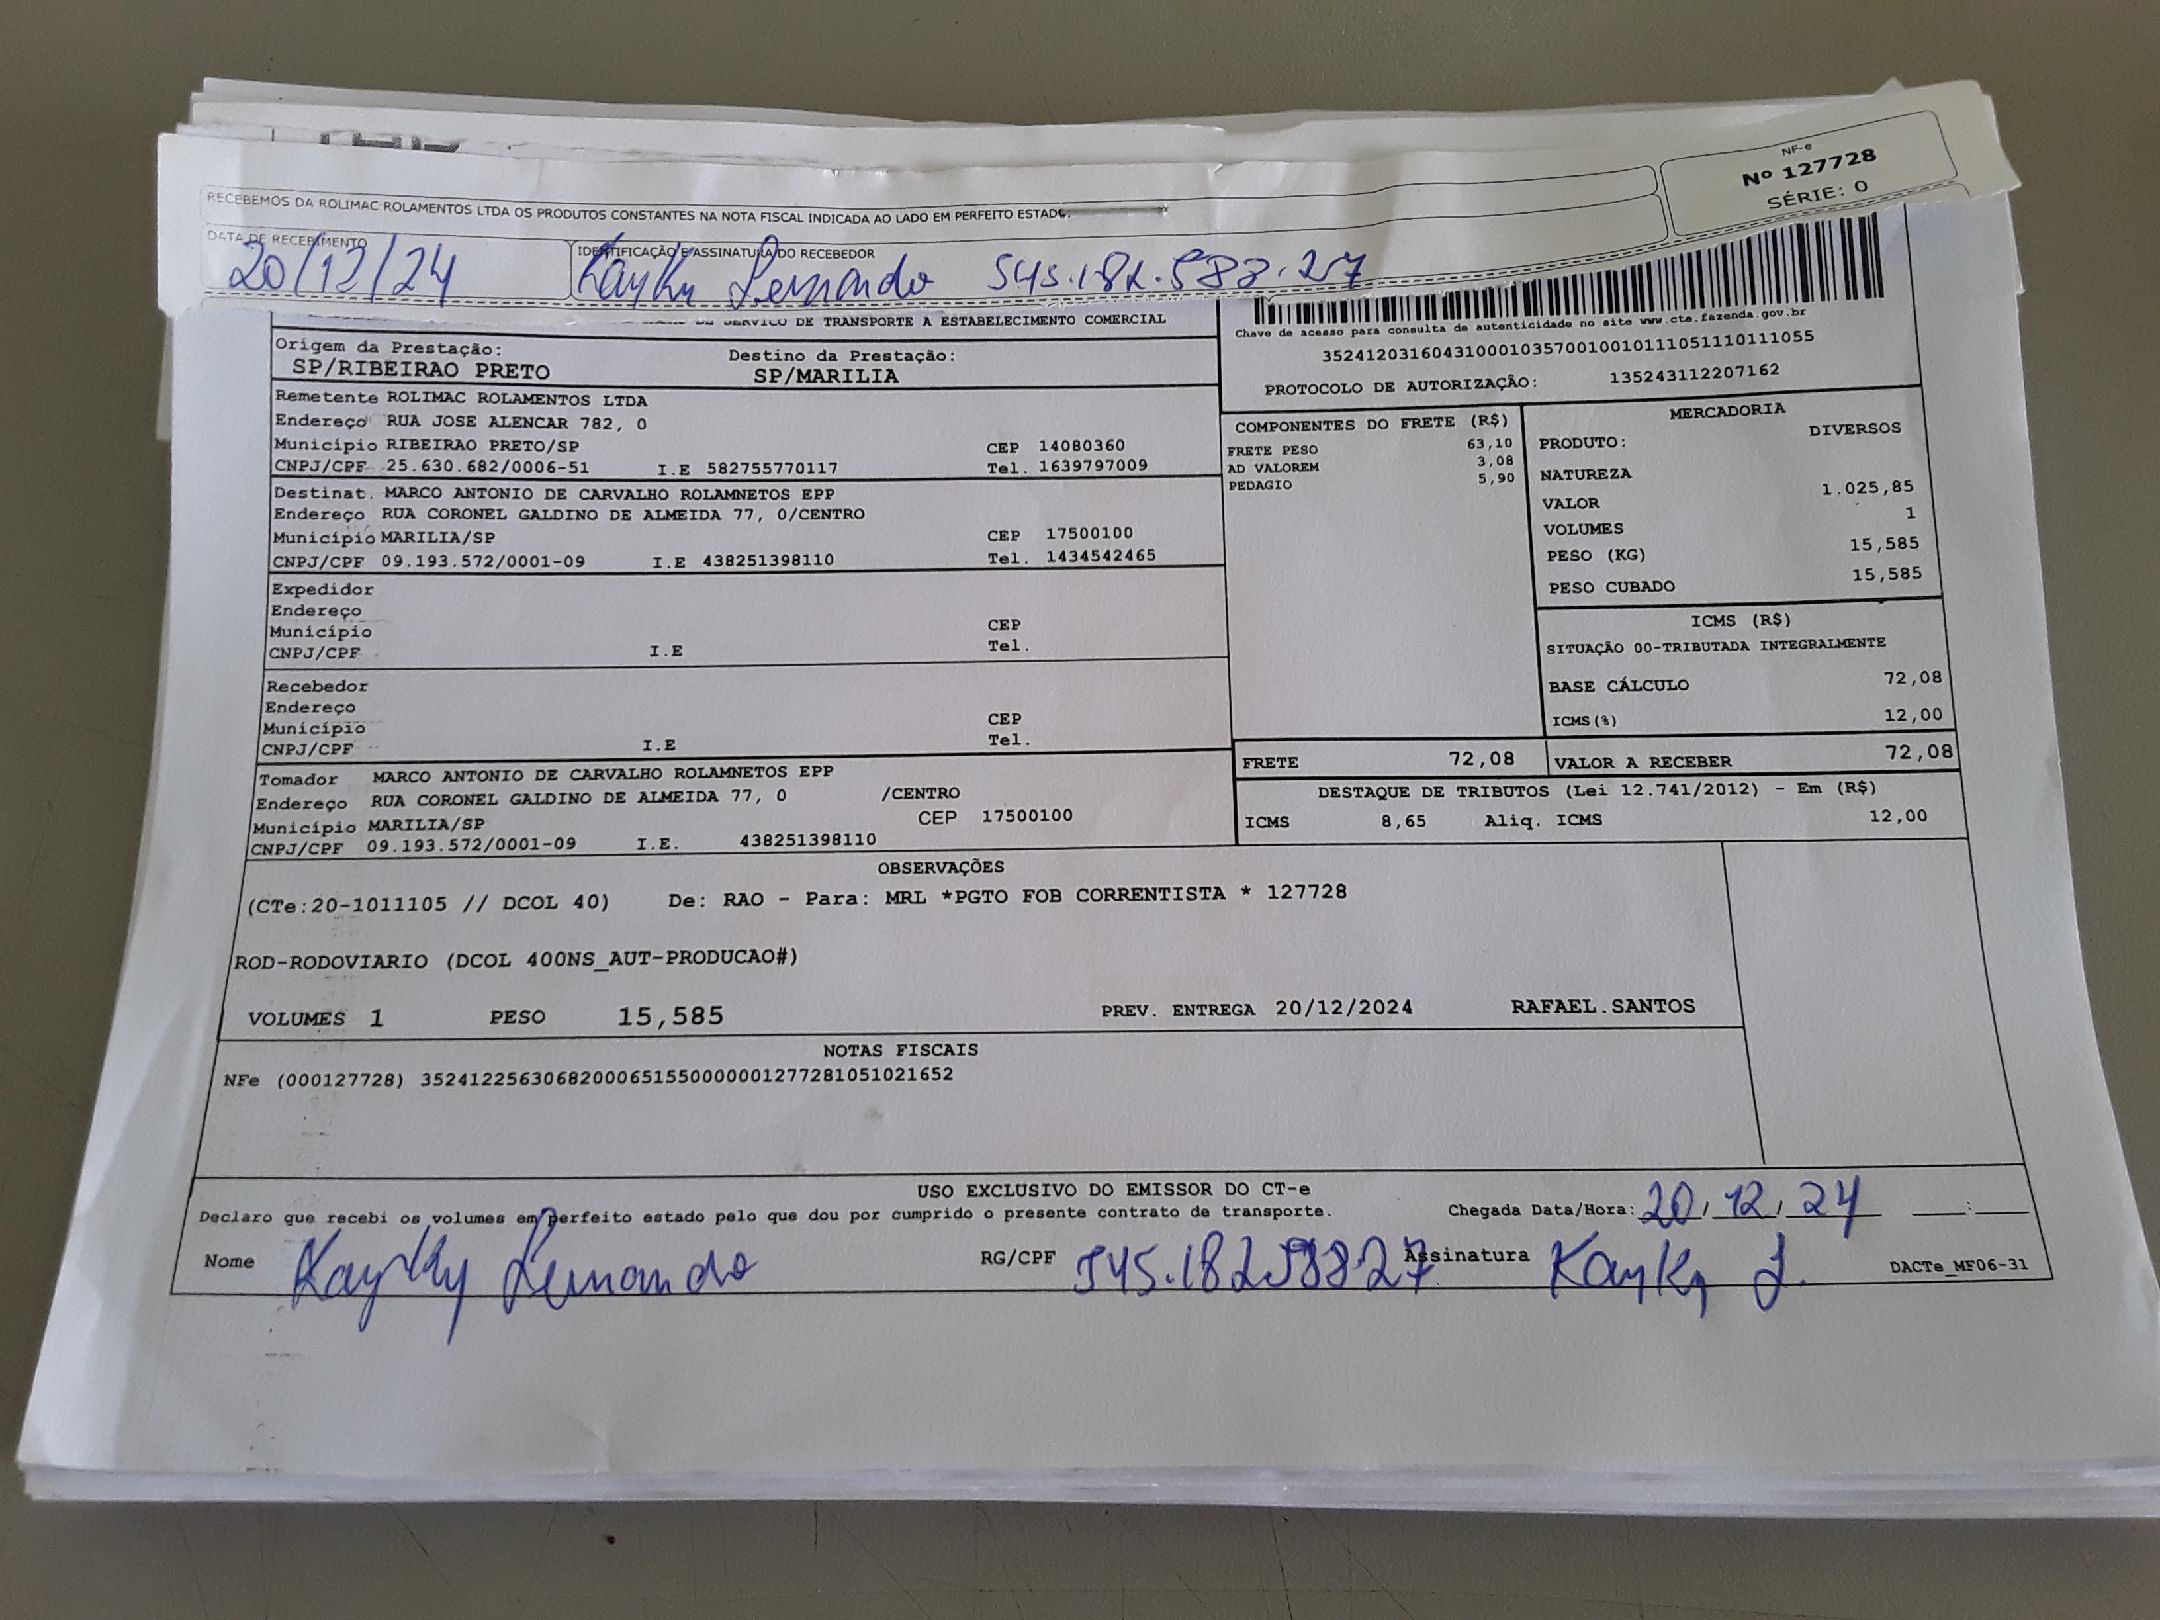 NF-e
Nº 127728
SÉRIE: 0
RECEBEMOS DA ROLIMAC ROLAMENTOS LTDA OS PRODUTOS CONSTANTES NA NOTA FISCAL INDICADA AO LADO EM PERFEITO ESTADO.
DATA DE RECEBIMENTO IDENTIFICAÇÃO E ASSINATURA DO RECEBEDOR
20/12/24 Kayky Fernando 545.182.588.27
DE SERVICO DE TRANSPORTE A ESTABELECIMENTO COMERCIAL
Chave de acesso para consulta de autenticidade no site www.cte.fazenda.gov.br
35241203160431000103570010010111051110111055
PROTOCOLO DE AUTORIZAÇÃO: 135243112207162
Origem da Prestação: Destino da Prestação:
SP/RIBEIRAO PRETO SP/MARILIA
Remetente ROLIMAC ROLAMENTOS LTDA
Endereço RUA JOSE ALENCAR 782, 0
Município RIBEIRAO PRETO/SP CEP 14080360
CNPJ/CPF 25.630.682/0006-51 I.E 582755770117 Tel. 1639797009
Destinat. MARCO ANTONIO DE CARVALHO ROLAMNETOS EPP
Endereço RUA CORONEL GALDINO DE ALMEIDA 77, 0/CENTRO
Município MARILIA/SP CEP 17500100
CNPJ/CPF 09.193.572/0001-09 I.E 438251398110 Tel. 1434542465
Expedidor
Endereço
Município CEP
CNPJ/CPF I.E Tel.
Recebedor
Endereço
Município CEP
CNPJ/CPF I.E Tel.
Tomador MARCO ANTONIO DE CARVALHO ROLAMNETOS EPP
Endereço RUA CORONEL GALDINO DE ALMEIDA 77, 0 /CENTRO
Município MARILIA/SP CEP 17500100
CNPJ/CPF 09.193.572/0001-09 I.E. 438251398110
COMPONENTES DO FRETE (R$)
FRETE PESO 63,10
AD VALOREM 3,08
PEDAGIO 5,90
MERCADORIA
PRODUTO: DIVERSOS
NATUREZA
VALOR 1.025,85
VOLUMES 1
PESO (KG) 15,585
PESO CUBADO 15,585
ICMS (R$)
SITUAÇÃO 00-TRIBUTADA INTEGRALMENTE
BASE CÁLCULO 72,08
ICMS(%) 12,00
FRETE 72,08 VALOR A RECEBER 72,08
DESTAQUE DE TRIBUTOS (Lei 12.741/2012) - Em (R$)
ICMS 8,65 Aliq. ICMS 12,00
OBSERVAÇÕES
(CTe:20-1011105 // DCOL 40) De: RAO - Para: MRL *PGTO FOB CORRENTISTA * 127728
ROD-RODOVIARIO (DCOL 400NS_AUT-PRODUCAO#)
VOLUMES 1 PESO 15,585 PREV. ENTREGA 20/12/2024 RAFAEL.SANTOS
NOTAS FISCAIS
NFe (000127728) 35241225630682000651550000001277281051021652
USO EXCLUSIVO DO EMISSOR DO CT-e
Declaro que recebi os volumes em perfeito estado pelo que dou por cumprido o presente contrato de transporte. Chegada Data/Hora: 20/12/24 __:__
Nome Kayky Fernando RG/CPF 545.182.588 27 Assinatura Kayky F. DACTe_MF06-31